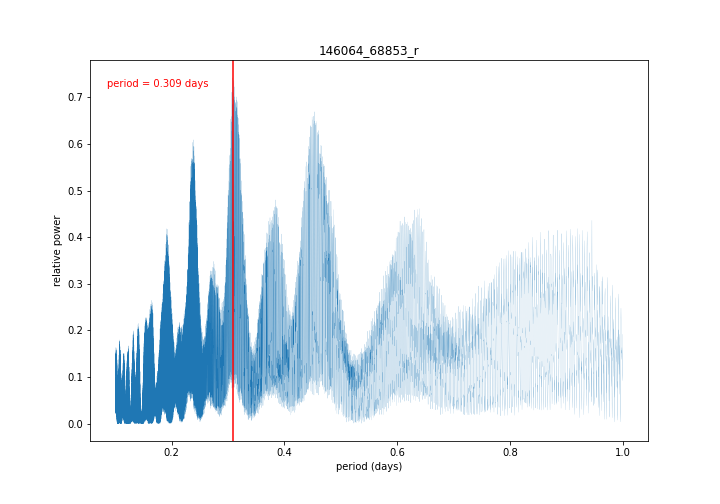 146064_68853_r
period = 0.309 days
relative power
0.7
0.6
0.5
0.4
0.3
0.2
0.1
0.0
0.2 0.4 0.6 0.8 1.0
period (days)